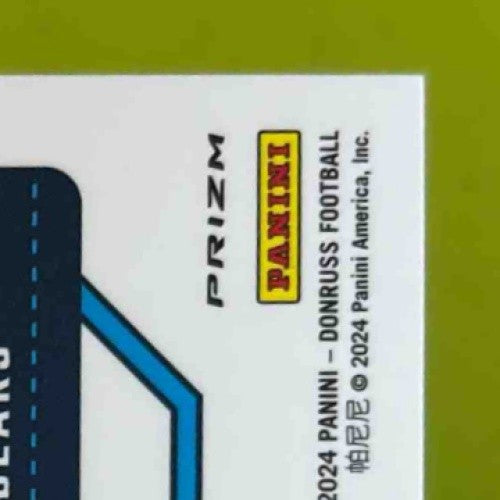 PRIZM
PANINI
2024 PANINI – DONRUSS FOOTBALL
帕尼尼 © 2024 Panini America, Inc.